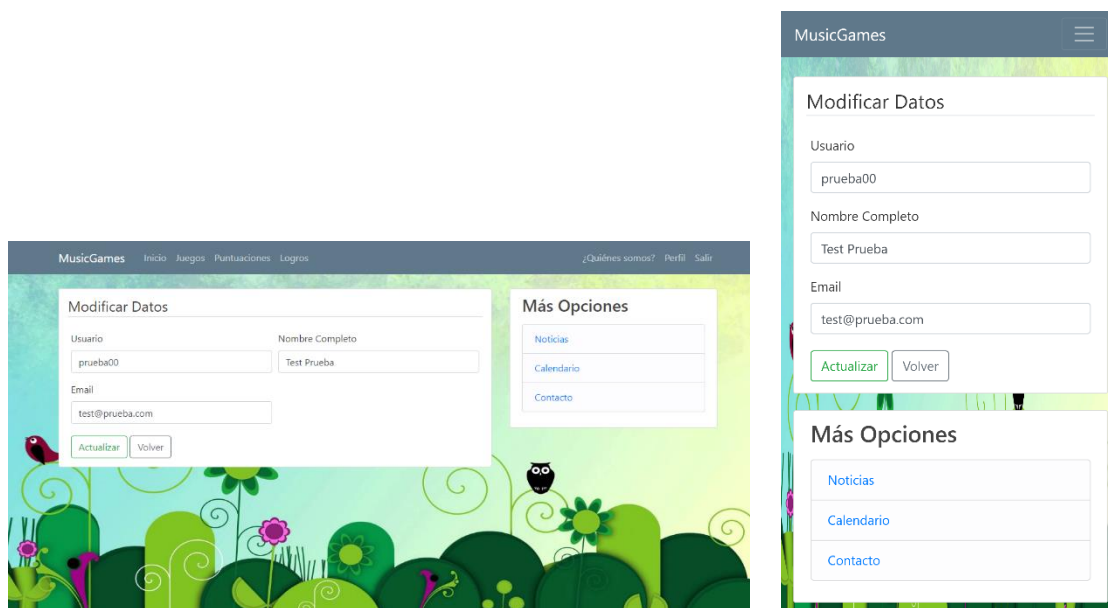 MusicGames Inicio Juegos Puntuaciones Logros ¿Quiénes somos? Perfil Salir
Modificar Datos
Usuario Nombre Completo
prueba00 Test Prueba
Email
test@prueba.com
Actualizar Volver
Más Opciones
Noticias
Calendario
Contacto
MusicGames
Modificar Datos
Usuario
prueba00
Nombre Completo
Test Prueba
Email
test@prueba.com
Actualizar Volver
Más Opciones
Noticias
Calendario
Contacto